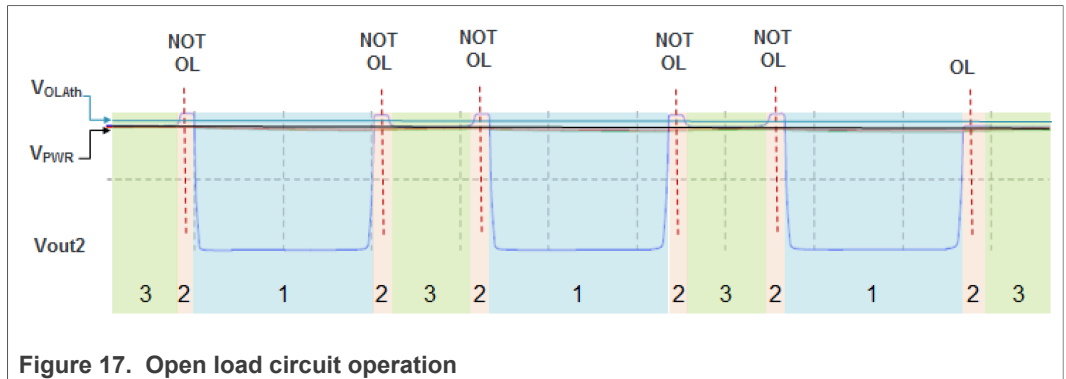 NOT NOT NOT NOT NOT
OL OL OL OL OL OL
VOLAth
VPWR
Vout2
3 2 1 2 3 2 1 2 3 2 1 2 3
Figure 17. Open load circuit operation